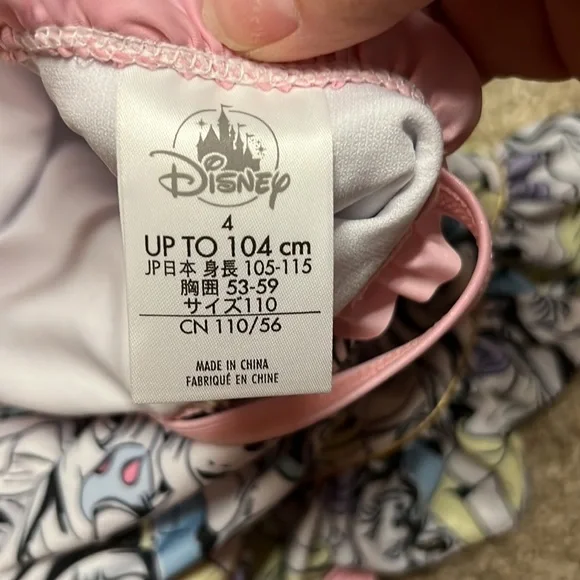 Disney
4
UP TO 104 cm
JP日本 身長 105-115
胸囲 53-59
サイズ110
CN 110/56
MADE IN CHINA
FABRIQUÉ EN CHINE